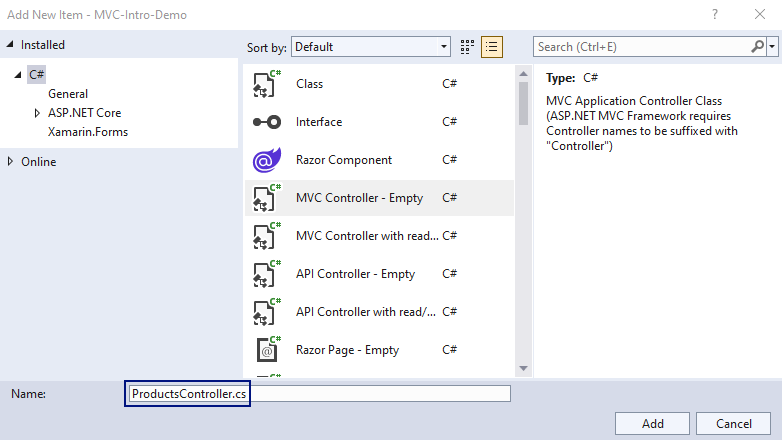 Add New Item - MVC-Intro-Demo
? 
Installed
C#
General
ASP.NET Core
Xamarin.Forms
Online
Sort by: Default
Class C#
Interface C#
Razor Component C#
MVC Controller - Empty C#
MVC Controller with read... C#
API Controller - Empty C#
API Controller with read/... C#
Razor Page - Empty C#
Search (Ctrl+E)
Type: C#
MVC Application Controller Class
(ASP.NET MVC Framework requires
Controller names to be suffixed with
"Controller")
Name: ProductsController.cs
Add Cancel